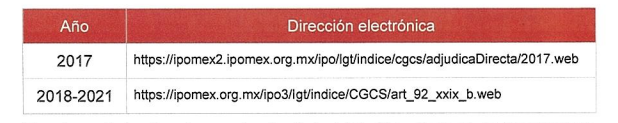 Año Dirección electrónica
2017 https://ipomex2.ipomex.org.mx/ipo/lgt/indice/cgcs/adjudicaDirecta/2017.web
2018-2021 https://ipomex.org.mx/ipo3/lgt/indice/CGCS/art_92_xxix_b.web